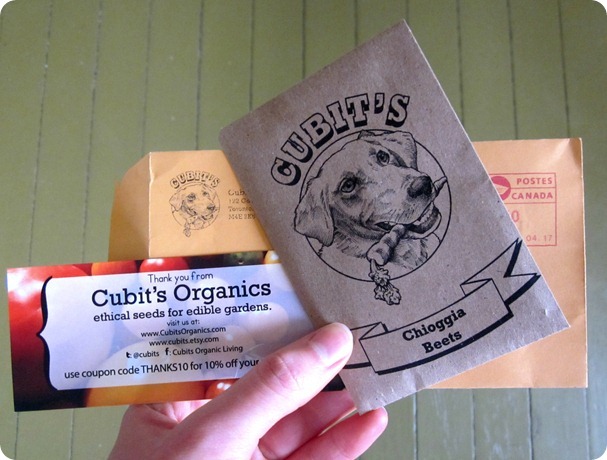 CUBIT'S
Chioggia
Beets
CUBIT'S
Thank you from
Cubit's Organics
ethical seeds for edible gardens.
visit us at:
www.CubitsOrganics.com
www.cubits.etsy.com
t: @cubits f: Cubits Organic Living
use coupon code THANKS10 for 10% off your
POSTES
CANADA
04.17